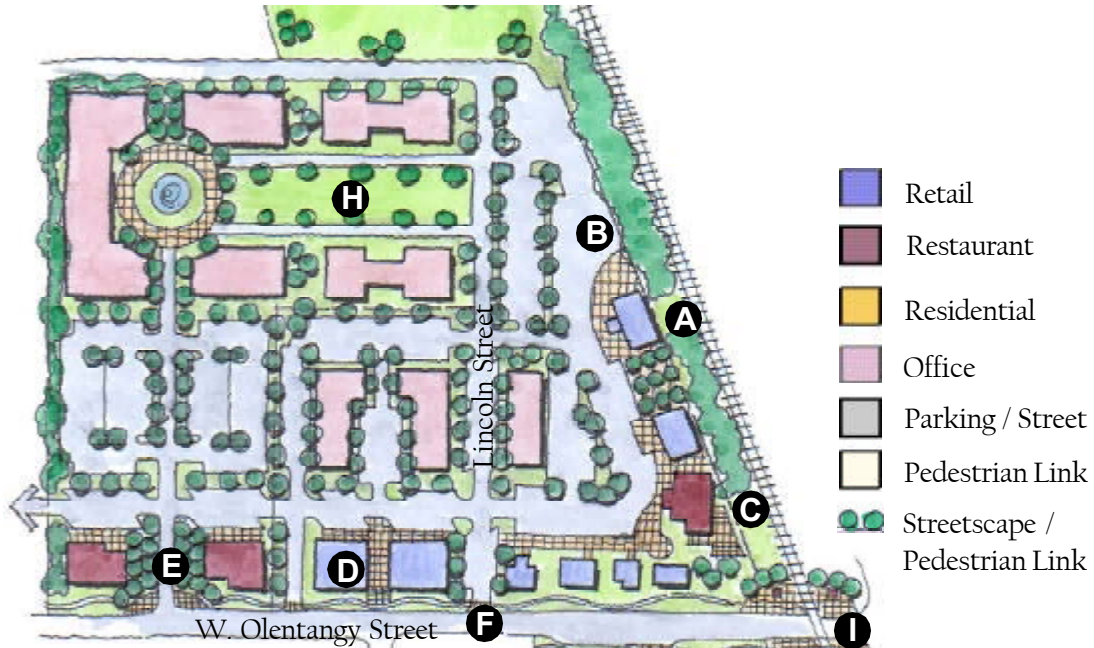 H
B
A
Lincoln Street
C
E
D
F
I
W. Olentangy Street
Retail
Restaurant
Residential
Office
Parking / Street
Pedestrian Link
Streetscape /
Pedestrian Link